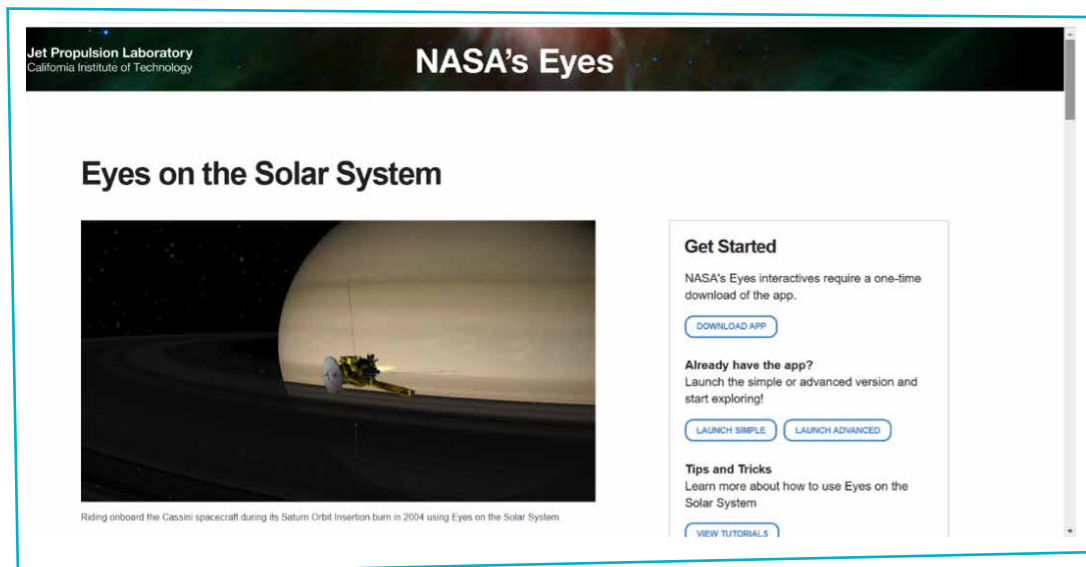 Jet Propulsion Laboratory
California Institute of Technology
NASA's Eyes
Eyes on the Solar System
Riding onboard the Cassini spacecraft during its Saturn Orbit Insertion burn in 2004 using Eyes on the Solar System.
Get Started
NASA's Eyes interactives require a one-time
download of the app.
DOWNLOAD APP
Already have the app?
Launch the simple or advanced version and
start exploring!
LAUNCH SIMPLE LAUNCH ADVANCED
Tips and Tricks
Learn more about how to use Eyes on the
Solar System
VIEW TUTORIALS